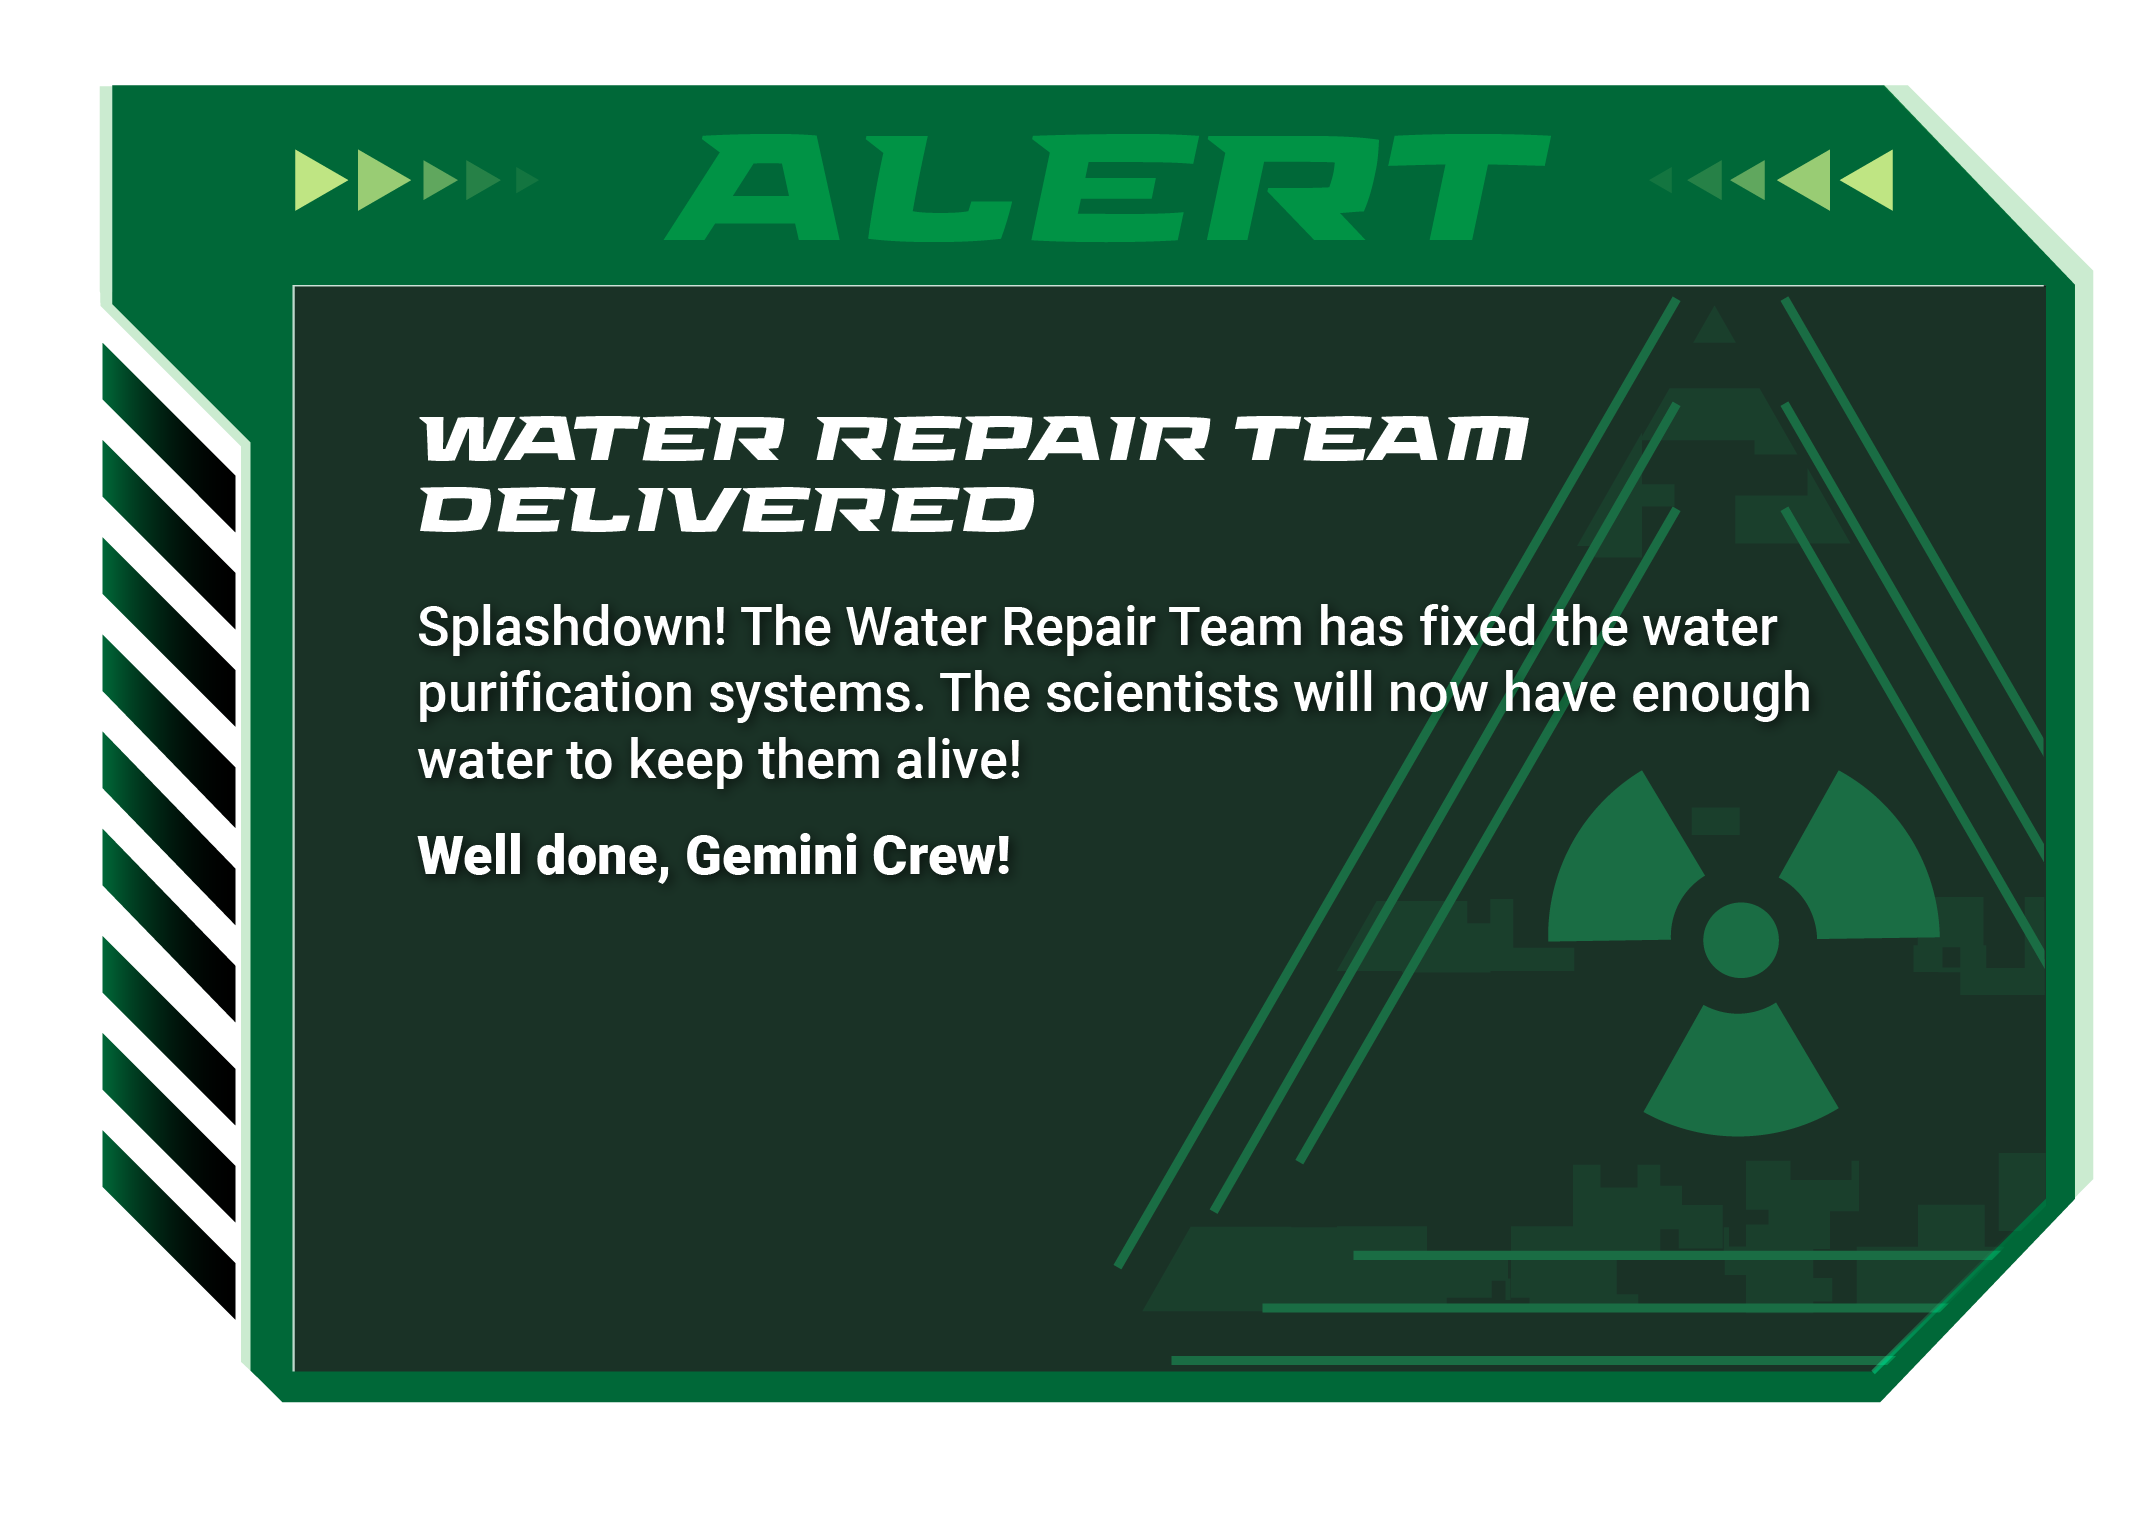 ALERT
WATER REPAIR TEAM
DELIVERED
Splashdown! The Water Repair Team has fixed the water
purification systems. The scientists will now have enough
water to keep them alive!
Well done, Gemini Crew!